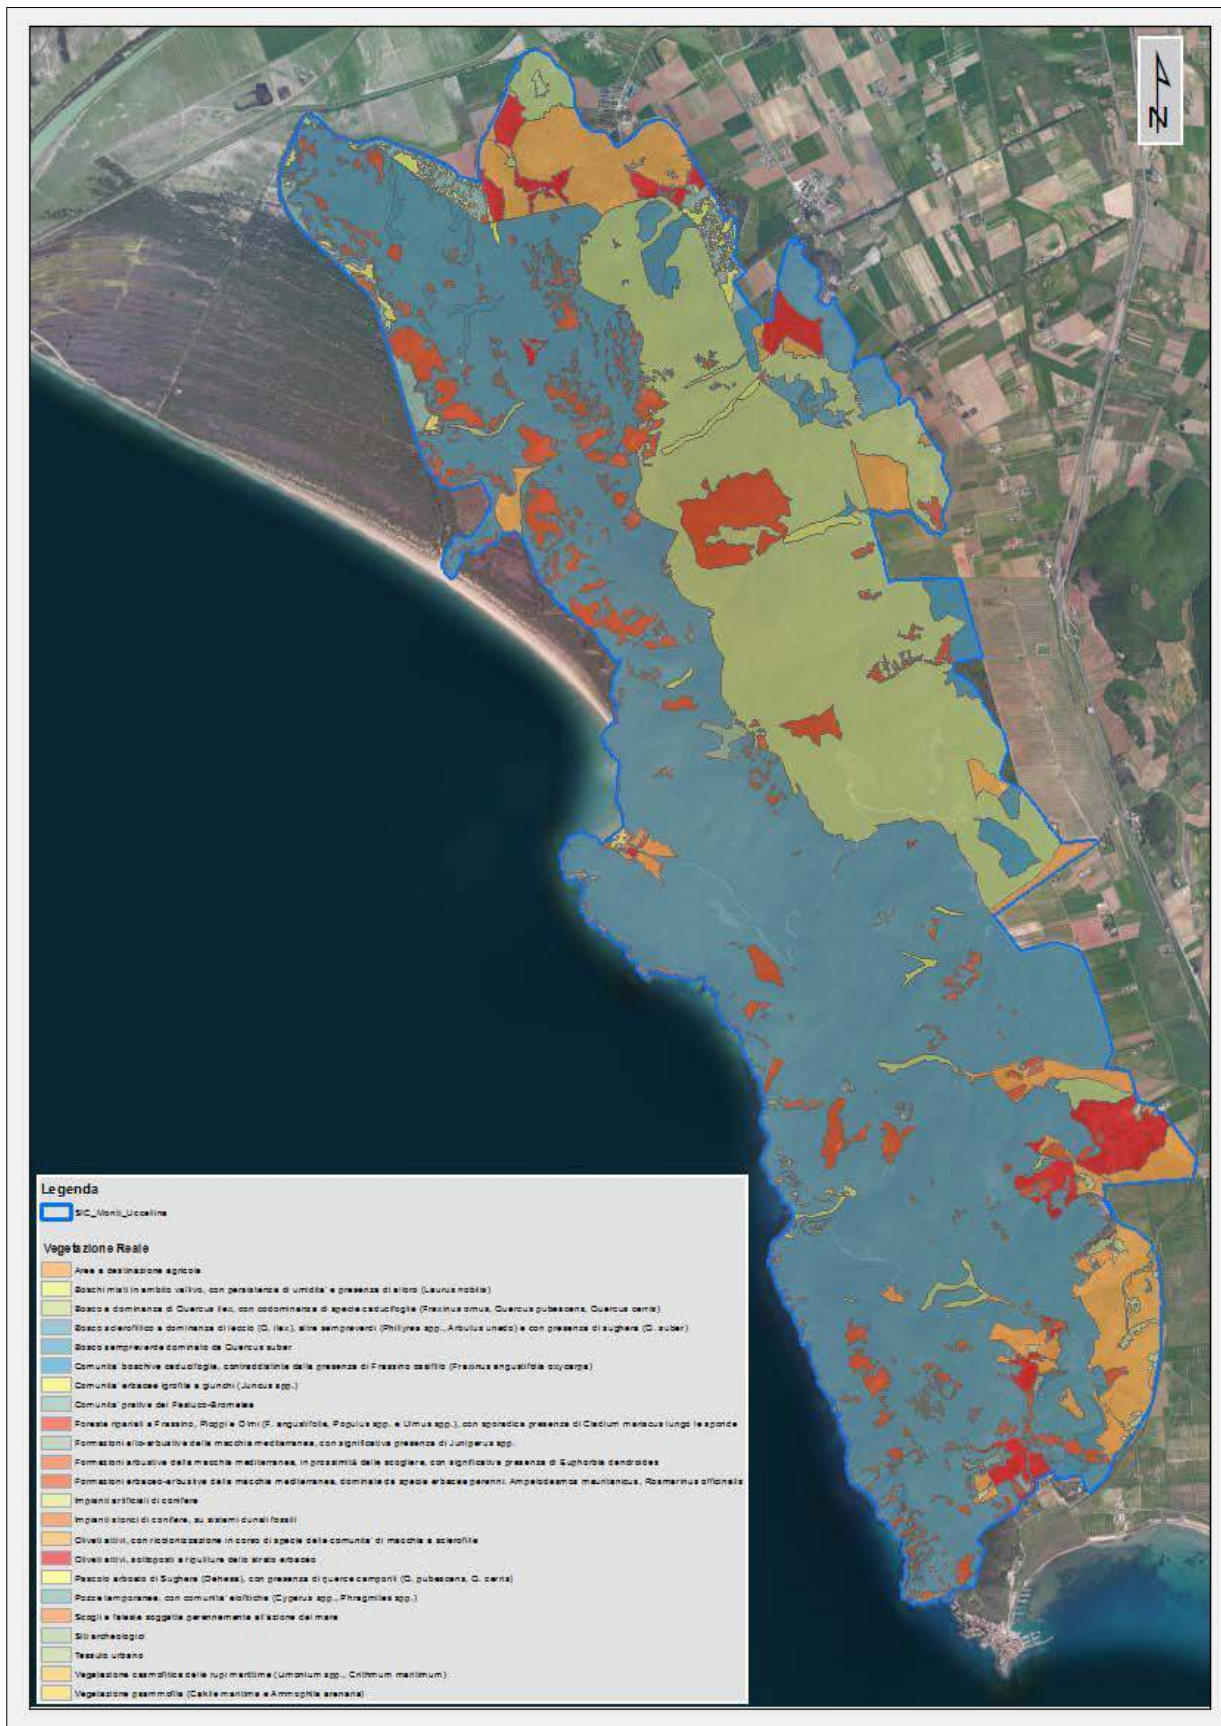 N
Legenda
SIC_Monti_Uccellina
Vegetazione Reale
Aree a destinazione agricola
Boschi misti in ambito vallivo, con persistenza di umidita' e presenza di alloro (Laurus nobilis)
Bosco a dominanza di Quercus ilex, con codominanza di specie caducifoglie (Fraxinus ornus, Quercus pubescens, Quercus cerris)
Bosco sclerofillico a dominanza di leccio (Q. ilex), altre sempreverdi (Phillyrea spp., Arbutus unedo) e con presenza di sughera (Q. suber)
Bosco sempreverde dominato da Quercus suber
Comunita' boschive caducifoglie, contraddistinte dalla presenza di Frassino ossifillo (Fraxinus angustifolia oxycarpa)
Comunita' erbacee igrofile a giunchi (Juncus spp.)
Comunita' prative dei Festuco-Brometea
Foreste ripariali a Frassino, Pioppi e Olmi (F. angustifolia, Populus spp. e Ulmus spp.), con sporadica presenza di Cladium mariscus lungo le sponde
Formazioni alto-arbustive della macchia mediterranea, con significativa presenza di Juniperus spp.
Formazioni arbustive della macchia mediterranea, in prossimità delle scogliere, con significativa presenza di Euphorbia dendroides
Formazioni erbaceo-arbustive della macchia mediterranea, dominate da specie erbacee perenni: Ampelodesmos mauritanicus, Rosmarinus officinalis
Impianti artificiali di conifere
Impianti storici di conifere, su sistemi dunali fossili
Oliveti attivi, con ricolonizzazione in corso di specie delle comunita' di macchia a sclerofille
Oliveti attivi, sottoposti a ripulitura dello strato erbaceo
Pascolo arborato di Sughera (Dehesa), con presenza di querce camporili (Q. pubescens, Q. cerris)
Pozze temporanee, con comunita' elofitiche (Cyperus spp., Phragmites spp.)
Scogli e falesie soggette perennemente all'azione del mare
Siti archeologici
Tessuto urbano
Vegetazione casmofitica delle rupi marittime (Limonium spp., Crithmum maritimum)
Vegetazione psammofila (Cakile maritima e Ammophila arenaria)